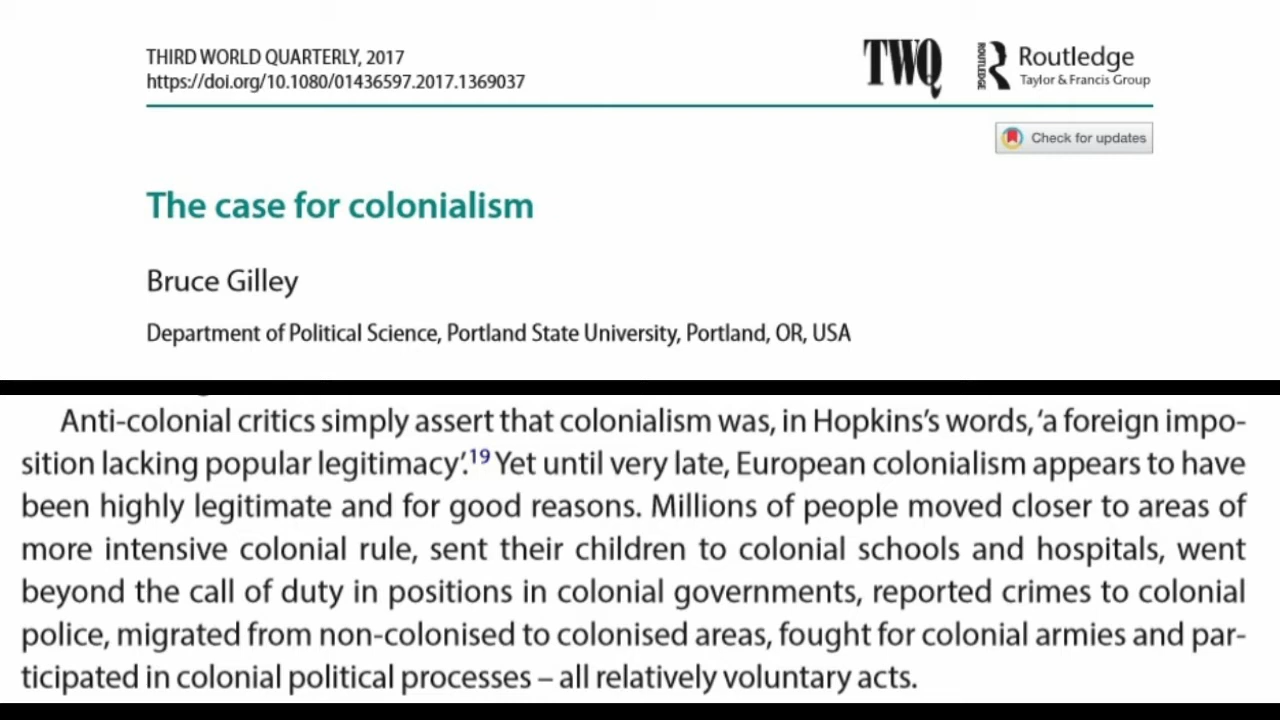 THIRD WORLD QUARTERLY, 2017
https://doi.org/10.1080/01436597.2017.1369037
TWQ
ROUTLEDGE
Routledge
Taylor & Francis Group
Check for updates
The case for colonialism
Bruce Gilley
Department of Political Science, Portland State University, Portland, OR, USA
Anti-colonial critics simply assert that colonialism was, in Hopkins’s words, ‘a foreign impo-
sition lacking popular legitimacy’.19 Yet until very late, European colonialism appears to have
been highly legitimate and for good reasons. Millions of people moved closer to areas of
more intensive colonial rule, sent their children to colonial schools and hospitals, went
beyond the call of duty in positions in colonial governments, reported crimes to colonial
police, migrated from non-colonised to colonised areas, fought for colonial armies and par-
ticipated in colonial political processes – all relatively voluntary acts.